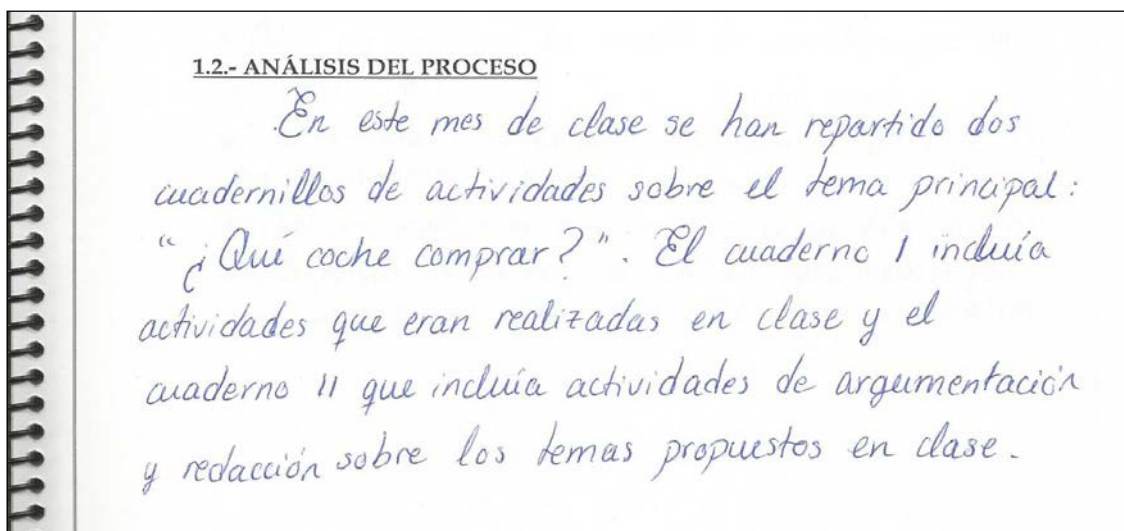 1.2.- ANÁLISIS DEL PROCESO
En este mes de clase se han repartido dos
cuadernillos de actividades sobre el tema principal:
"¿Qué coche comprar?". El cuaderno I incluía
actividades que eran realizadas en clase y el
cuaderno II que incluía actividades de argumentación
y redacción sobre los temas propuestos en clase.